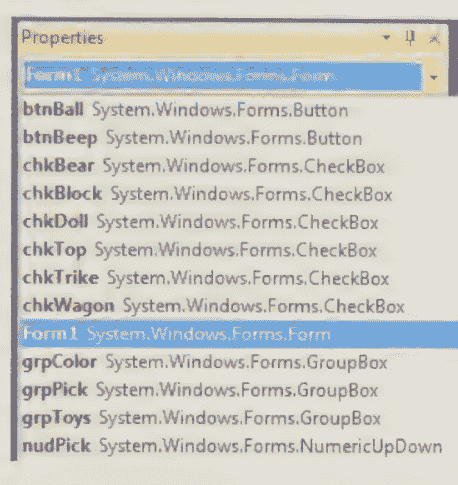 Properties
Form1 System.Windows.Forms.Form
btnBall System.Windows.Forms.Button
btnBeep System.Windows.Forms.Button
chkBear System.Windows.Forms.CheckBox
chkBlock System.Windows.Forms.CheckBox
chkDoll System.Windows.Forms.CheckBox
chkTop System.Windows.Forms.CheckBox
chkTrike System.Windows.Forms.CheckBox
chkWagon System.Windows.Forms.CheckBox
Form1 System.Windows.Forms.Form
grpColor System.Windows.Forms.GroupBox
grpPick System.Windows.Forms.GroupBox
grpToys System.Windows.Forms.GroupBox
nudPick System.Windows.Forms.NumericUpDown